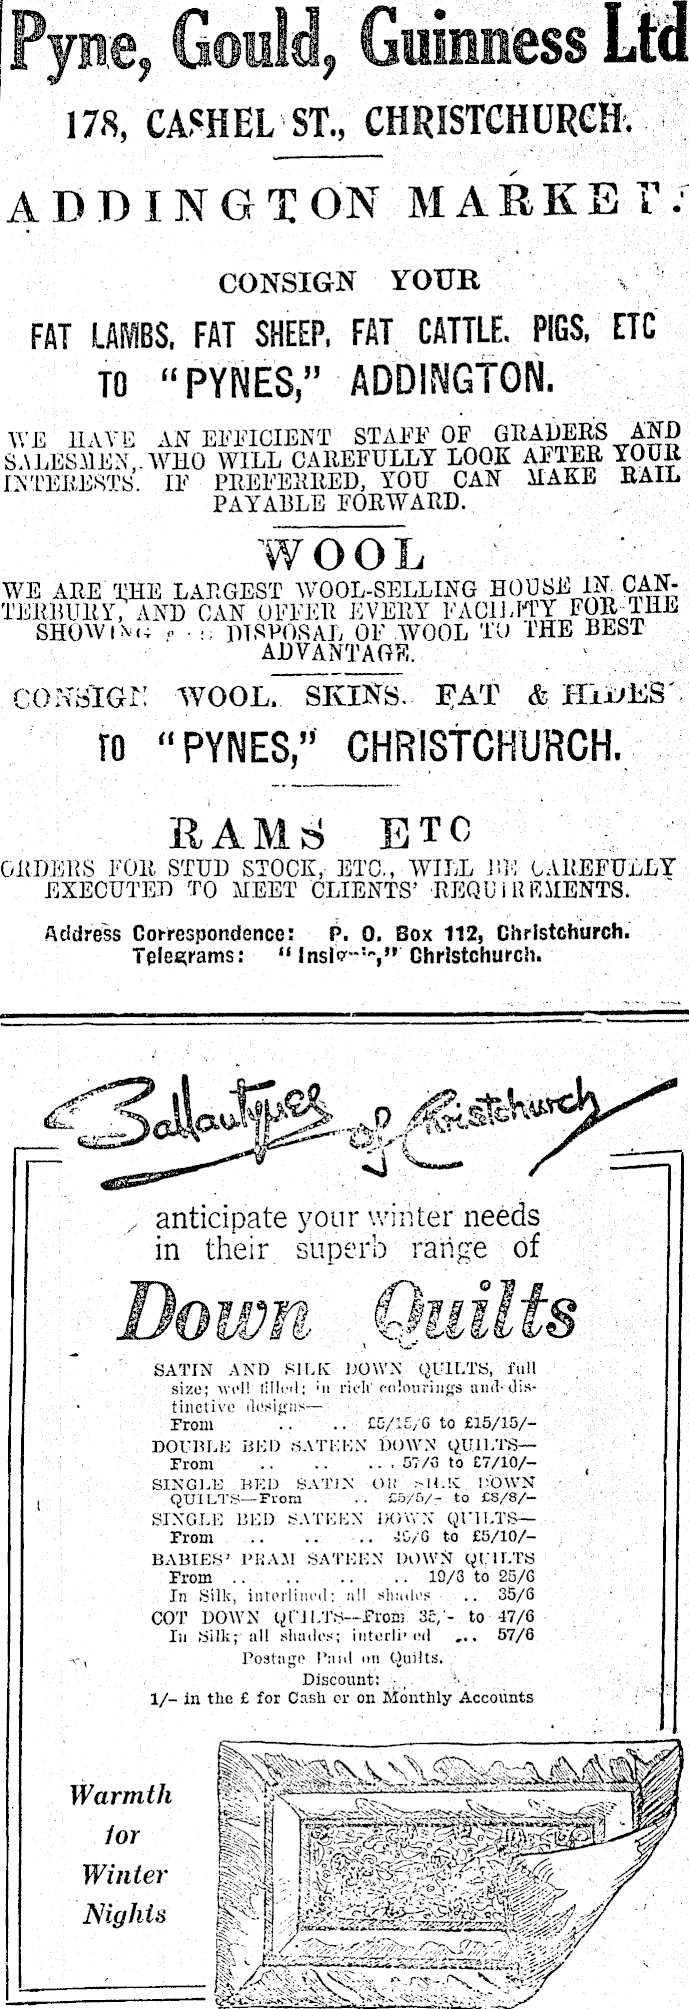 Pyne, Gould, Guinness Ltd
178, CASHEL ST., CHRISTCHURCH.
ADDINGTON MARKET.
CONSIGN YOUR
FAT LAMBS, FAT SHEEP, FAT CATTLE, PIGS, ETC
TO "PYNES," ADDINGTON.
WE HAVE AN EFFICIENT STAFF OF GRADERS AND
SALESMEN, WHO WILL CAREFULLY LOOK AFTER YOUR
INTERESTS. IF PREFERRED, YOU CAN MAKE RAIL
PAYABLE FORWARD.
WOOL
WE ARE THE LARGEST WOOL-SELLING HOUSE IN CAN-
TERBURY, AND CAN OFFER EVERY FACILITY FOR THE
SHOWING DISPOSAL OF WOOL TO THE BEST
ADVANTAGE.
CONSIGN WOOL, SKINS, FAT & HIDES
TO "PYNES," CHRISTCHURCH.
RAMS ETC
ORDERS FOR STUD STOCK, ETC., WILL BE CAREFULLY
EXECUTED TO MEET CLIENTS' REQUIREMENTS.
Address Correspondence: P. O. Box 112, Christchurch.
Telegrams: Christchurch.
Ballantynes of Christchurch
anticipate your winter needs
in their superb range of
Down Quilts
SATIN AND SILK DOWN QUILTS, full
size; well filled; in rich colourings and dis-
tinctive designs—
From .. .. £5/15/6 to £15/15/-
DOUBLE BED SATEEN DOWN QUILTS—
From .. .. .. 57/6 to £7/10/-
SINGLE BED SATIN OR SILK DOWN
QUILTS—From .. £5/5/- to £8/8/-
SINGLE BED SATEEN DOWN QUILTS—
From .. .. .. to £5/10/-
BABIES' PRAM SATEEN DOWN QUILTS
From .. .. .. .. 19/6 to 25/6
In Silk, interlined; all shades .. 35/6
COT DOWN QUILTS—From 35/- to 47/6
In Silk; all shades; interlined ... 57/6
Postage Paid on Quilts.
Discount:
1/- in the £ for Cash or on Monthly Accounts
Warmth
for
Winter
Nights